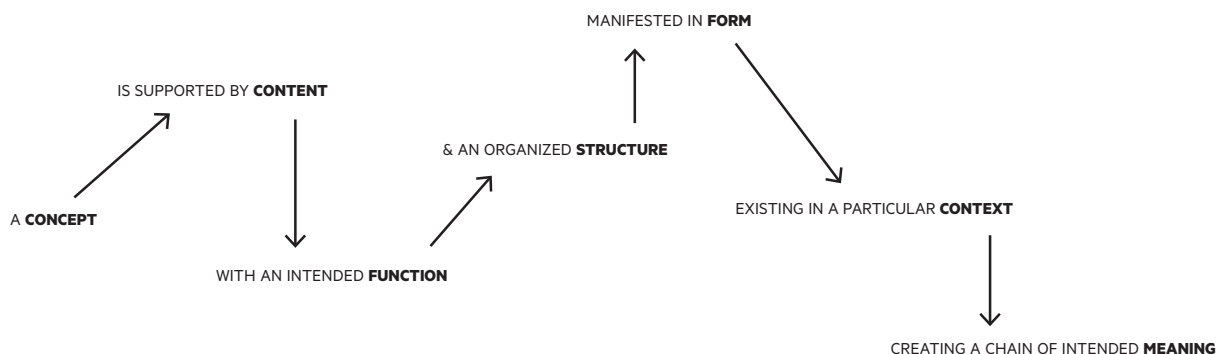 A CONCEPT
IS SUPPORTED BY CONTENT
WITH AN INTENDED FUNCTION
& AN ORGANIZED STRUCTURE
MANIFESTED IN FORM
EXISTING IN A PARTICULAR CONTEXT
CREATING A CHAIN OF INTENDED MEANING